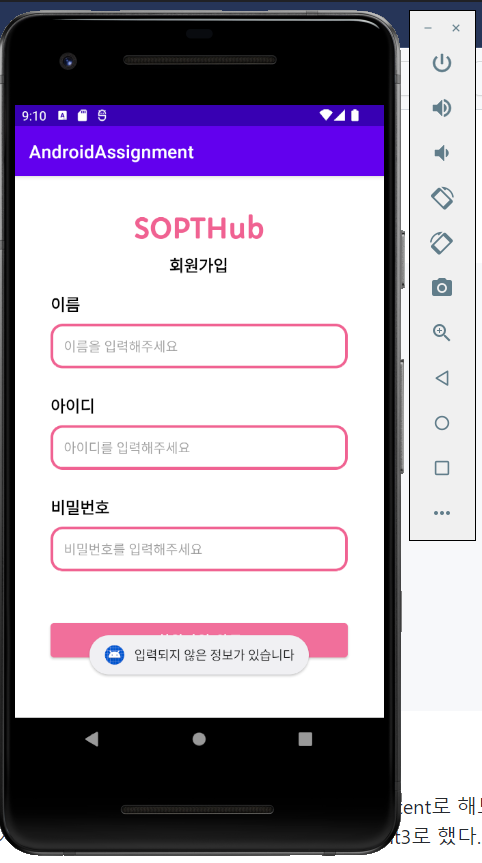 9:10
AndroidAssignment
SOPTHub
회원가입
이름
이름을 입력해주세요
아이디
아이디를 입력해주세요
비밀번호
비밀번호를 입력해주세요
입력되지 않은 정보가 있습니다
tent로 해
t3로 했다.